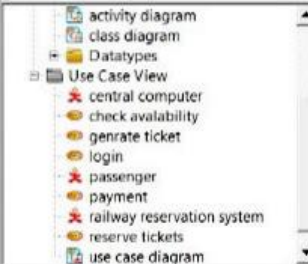 activity diagram
class diagram
Datatypes
Use Case View
central computer
check avalability
genrate ticket
login
passenger
payment
railway reservation system
reserve tickets
use case diagram